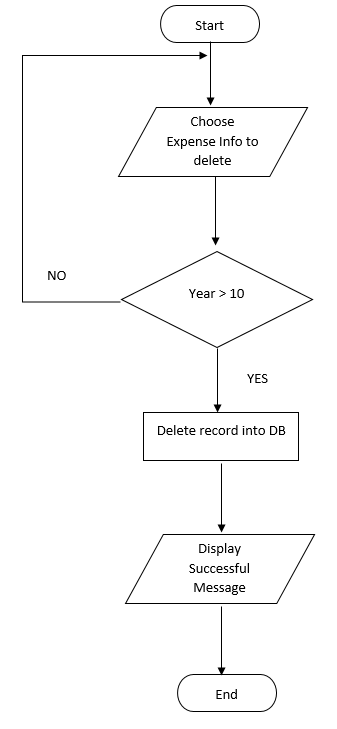 Start
Choose
Expense Info to
delete
Year > 10
NO
YES
Delete record into DB
Display
Successful
Message
End